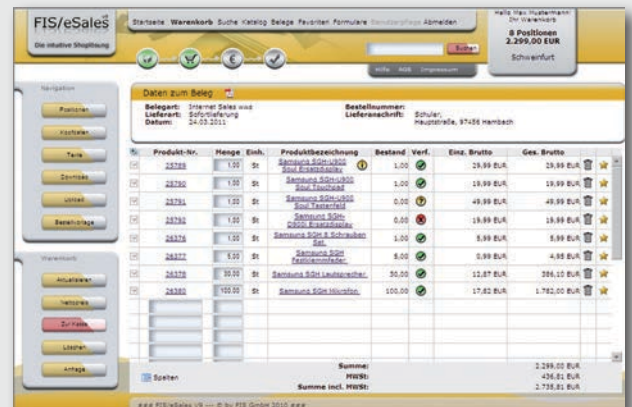 FIS/eSales
Die intuitive Shoplösung
Startseite Warenkorb Suche Katalog Belege Favoriten Formulare Benutzerpflege Abmelden
Hallo Max Mustermann!
Ihr Warenkorb
8 Positionen
2.299,00 EUR
Schweinfurt
Suchen
Hilfe AGB Impressum
Navigation
Positionen
Kopfdaten
Texte
Download
Upload
Bestellvorlage
Warenkorb
Aktualisieren
Nettopreis
Zur Kasse
Löschen
Anfrage
Daten zum Beleg
Belegart: Internet Sales wwz
Lieferart: Sofortlieferung
Datum: 24.03.2011
Bestellnummer:
Lieferanschrift: Schuler,
Hauptstraße, 97456 Hambach
Produkt-Nr. Menge Einh. Produktbezeichnung Bestand Verf. Einz. Brutto Ges. Brutto
25789 1,00 St Samsung SGH-U900 Soul Ersatzdisplay 1,00 29,99 EUR 29,99 EUR
25790 1,00 St Samsung SGH-U900 Soul Touchpad 1,00 19,99 EUR 19,99 EUR
25791 1,00 St Samsung SGH-U900 Soul Tastenfeld 0,00 49,99 EUR 49,99 EUR
25792 1,00 St Samsung SGH-D900i Ersatzdisplay 0,00 19,99 EUR 19,99 EUR
26376 1,00 St Samsung SGH S Schrauben Set 1,00 5,99 EUR 5,99 EUR
26377 5,00 St Samsung SGH Festklemmfeder 5,00 0,99 EUR 4,95 EUR
26378 30,00 St Samsung SGH Lautsprecher 30,00 12,87 EUR 386,10 EUR
26380 100,00 St Samsung SGH Mikrofon 100,00 17,82 EUR 1.782,00 EUR
Spalten
Summe: 2.299,00 EUR
MWSt: 436,81 EUR
Summe incl. MWSt: 2.735,81 EUR
### FIS/eSales V9 --- © by FIS GmbH 2010 ###